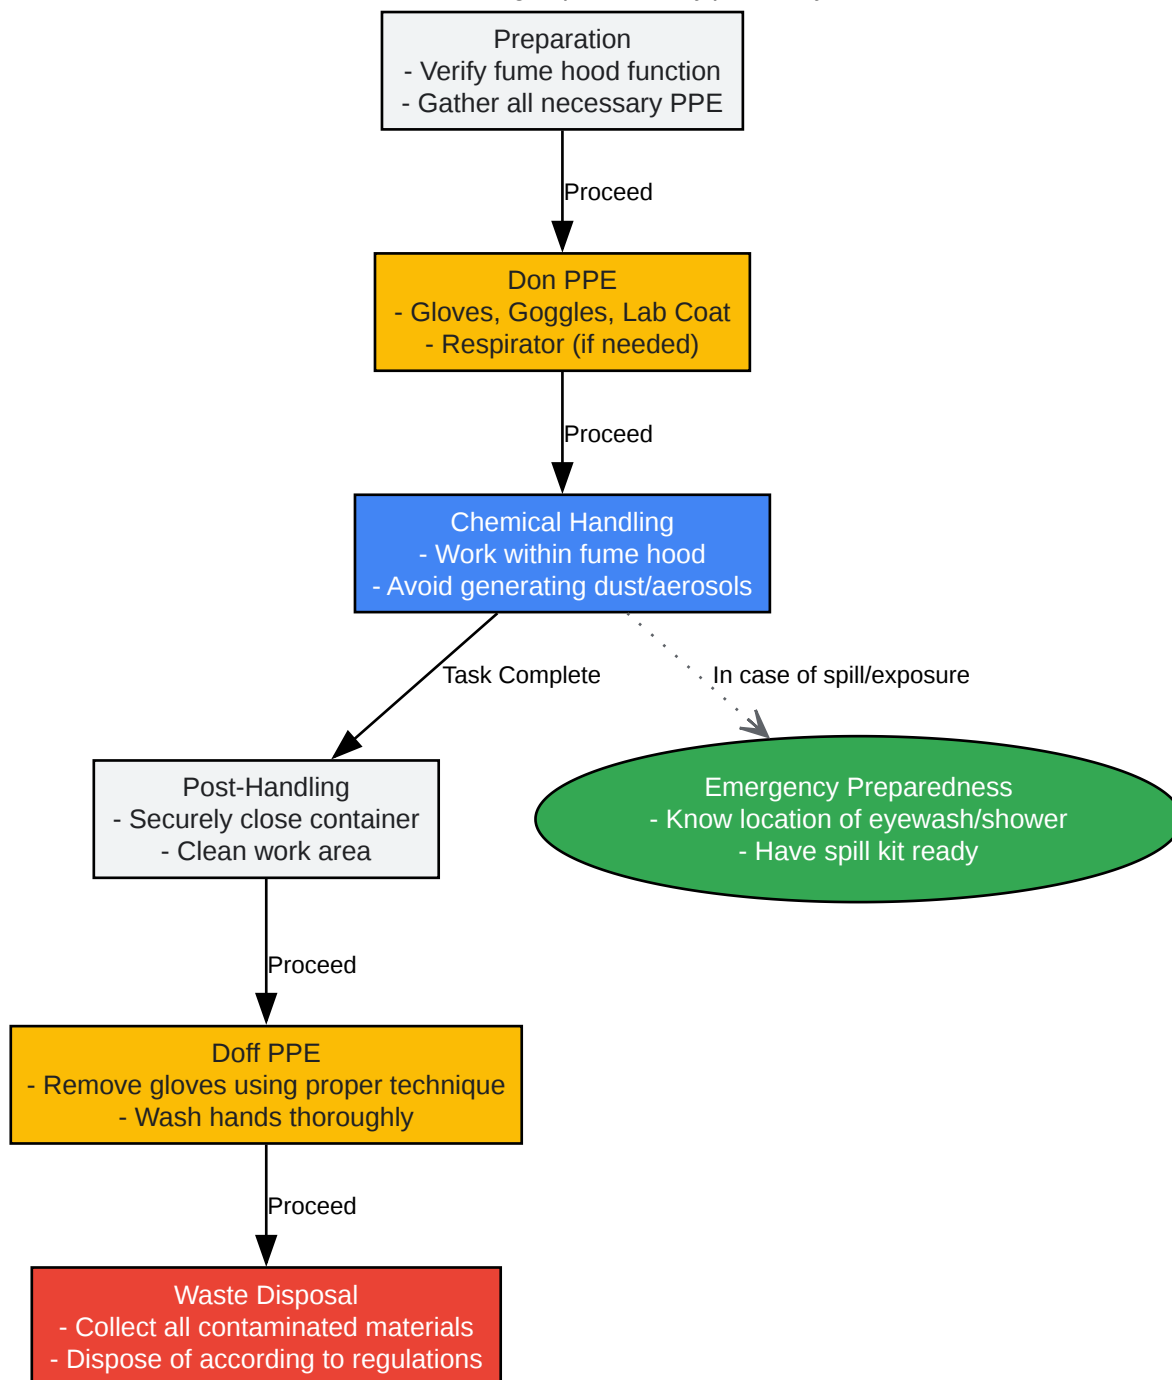 Preparation
- Verify fume hood function
- Gather all necessary PPE
Proceed
Don PPE
- Gloves, Goggles, Lab Coat
- Respirator (if needed)
Proceed
Chemical Handling
- Work within fume hood
- Avoid generating dust/aerosols
Task Complete
In case of spill/exposure
Post-Handling
- Securely close container
- Clean work area
Emergency Preparedness
- Know location of eyewash/shower
- Have spill kit ready
Proceed
Doff PPE
- Remove gloves using proper technique
- Wash hands thoroughly
Proceed
Waste Disposal
- Collect all contaminated materials
- Dispose of according to regulations